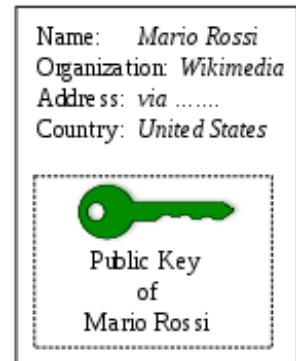 Name: Mario Rossi
Organization: Wikimedia
Address: via .......
Country: United States
Public Key
of
Mario Rossi